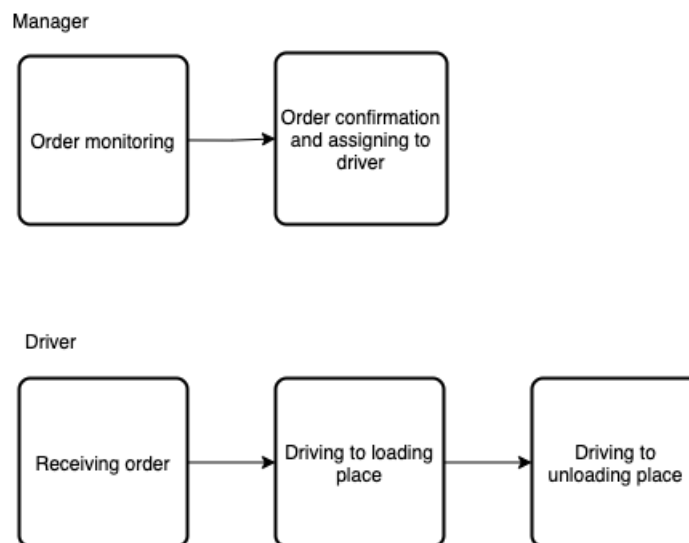 Manager
Order monitoring
Order confirmation
and assigning to
driver
Driver
Receiving order
Driving to loading
place
Driving to
unloading place